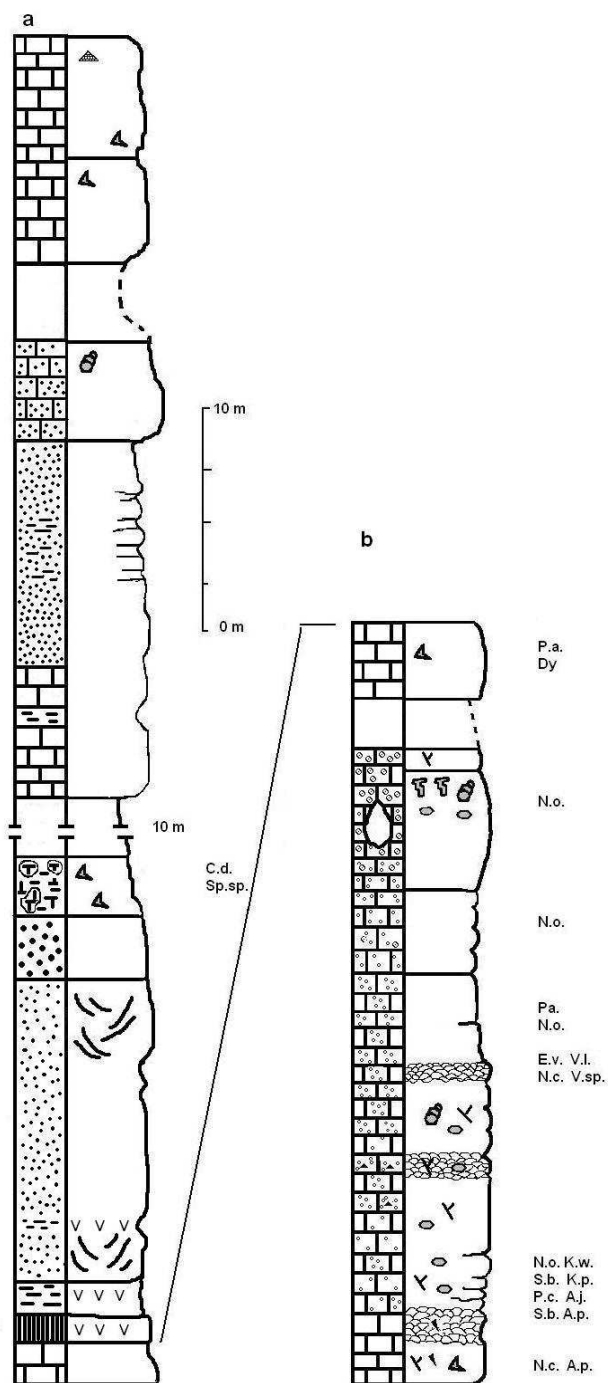 a
10 m
0 m
10 m
C.d.
Sp.sp.
b
P.a.
Dy
N.o.
N.o.
Pa.
N.o.
E.v. V.l.
N.c. V.sp.
N.o. K.w.
S.b. K.p.
P.c. A.j.
S.b. A.p.
N.c. A.p.